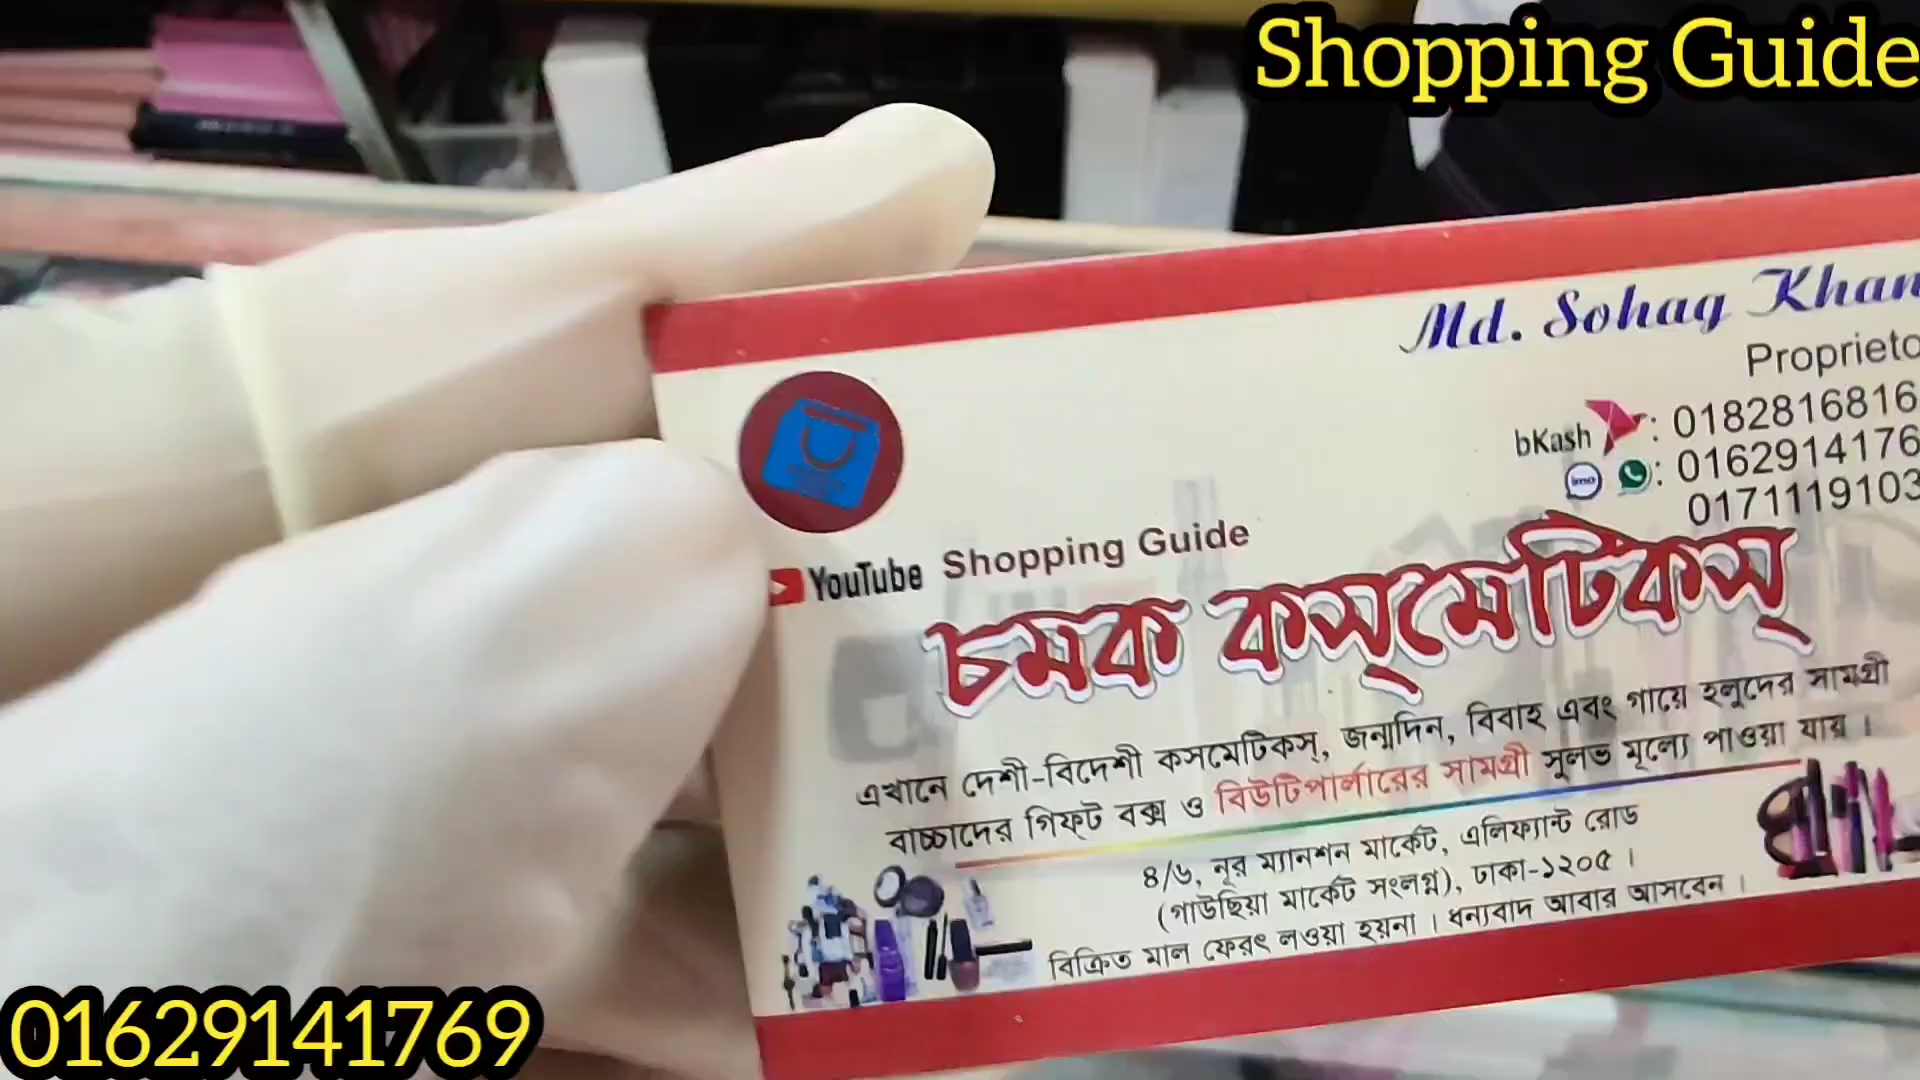 Shopping Guide
Md. Sohag Khan
Proprieto
bKash : 0182816816
imo : 0162914176
0171119103
YouTube Shopping Guide
চমক কস্‌মেটিকস্
এখানে দেশী-বিদেশী কসমেটিকস্, জন্মদিন, বিবাহ এবং গায়ে হলুদের সামগ্রী
বাচ্চাদের গিফ্‌ট বক্স ও বিউটিপার্লারের সামগ্রী সুলভ মূল্যে পাওয়া যায় ।
৪/৬, নূর ম্যানশন মার্কেট, এলিফ্যান্ট রোড
(গাউছিয়া মার্কেট সংলগ্ন), ঢাকা-১২০৫ ।
বিক্রিত মাল ফেরৎ লওয়া হয়না । ধন্যবাদ আবার আসবেন ।
01629141769